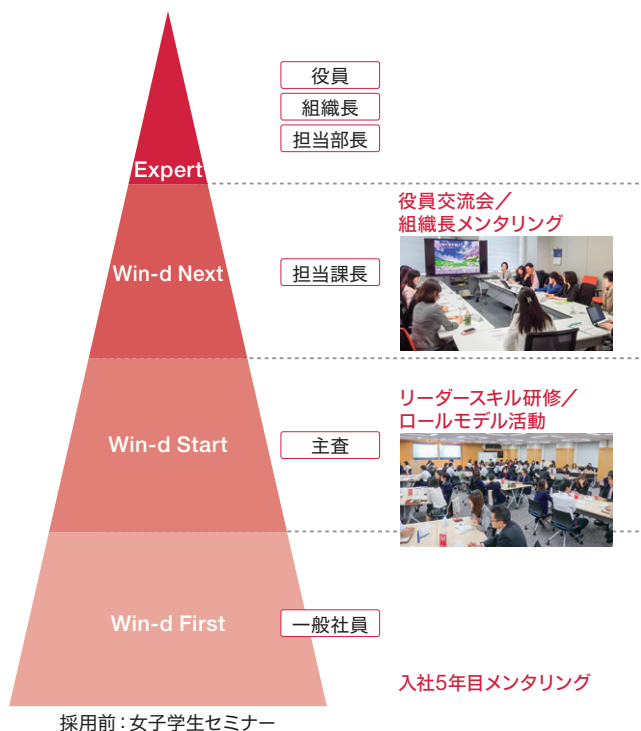 役員
組織長
担当部長
Expert
役員交流会／
組織長メンタリング
Win-d Next
担当課長
リーダースキル研修／
ロールモデル活動
Win-d Start
主査
Win-d First
一般社員
入社5年目メンタリング
採用前：女子学生セミナー